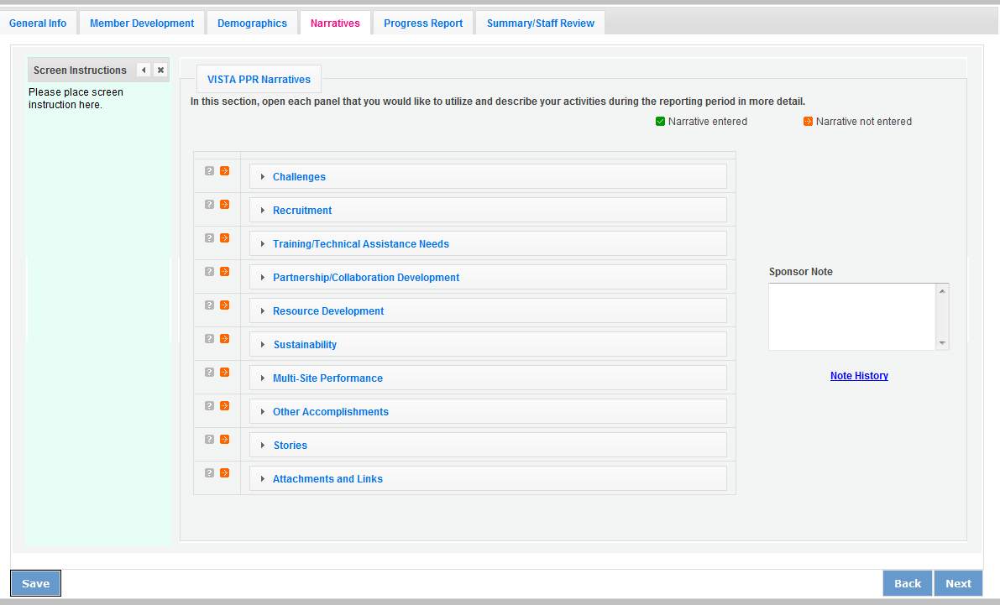 General Info
Member Development
Demographics
Narratives
Progress Report
Summary/Staff Review
Screen Instructions
Please place screen
instruction here.
VISTA PPR Narratives
In this section, open each panel that you would like to utilize and describe your activities during the reporting period in more detail.
Narrative entered
Narrative not entered
? Challenges
? Recruitment
? Training/Technical Assistance Needs
? Partnership/Collaboration Development
? Resource Development
? Sustainability
? Multi-Site Performance
? Other Accomplishments
? Stories
? Attachments and Links
Sponsor Note
Note History
Save
Back
Next